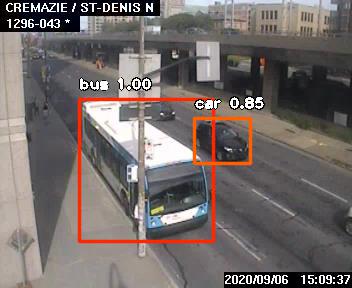 CREMAZIE / ST-DENIS N
1296-043 *
bus 1.00
car 0.85
2020/09/06 15:09:37